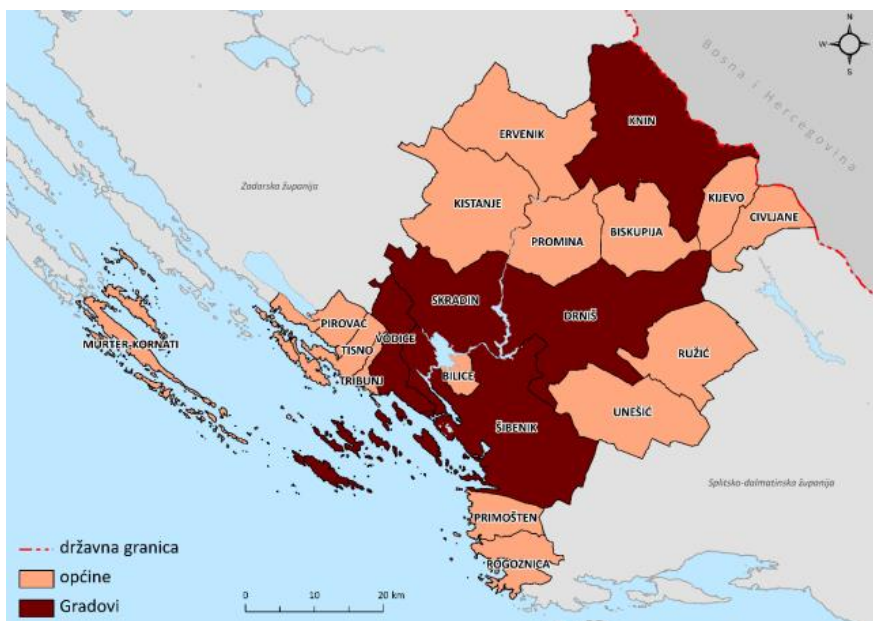 N
W
S
Bosna i Hercegovina
KNIN
ERVENIK
Zadarska županija
KISTANJE
KIJEVO
CIVLJANE
BISKUPIJA
PROMINA
SKRADIN
DRNIŠ
PIROVAC
VODICE
MURTER-KORNATI
TISNO
RUŽIĆ
BILICE
TRIBUNJ
UNEŠIĆ
ŠIBENIK
Splitsko-dalmatinska županija
PRIMOŠTEN
ROGOZNICA
državna granica
općine
Gradovi
0 10 20 km